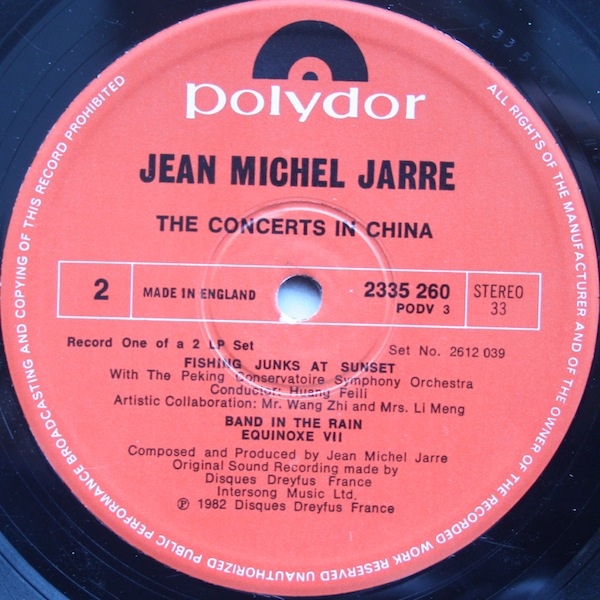 polydor
JEAN MICHEL JARRE
THE CONCERTS IN CHINA
2
MADE IN ENGLAND
2335 260
PODV 3
STEREO
33
Record One of a 2 LP Set
Set No. 2612 039
FISHING JUNKS AT SUNSET
With The Peking Conservatoire Symphony Orchestra
Conductor: Huang Feili
Artistic Collaboration: Mr. Wang Zhi and Mrs. Li Meng
BAND IN THE RAIN
EQUINOXE VII
Composed and Produced by Jean Michel Jarre
Original Sound Recording made by
Disques Dreyfus France
Intersong Music Ltd.
℗ 1982 Disques Dreyfus France
ALL RIGHTS OF THE MANUFACTURER AND OF THE OWNER OF THE RECORDED WORK RESERVED UNAUTHORIZED PUBLIC PERFORMANCE BROADCASTING AND COPYING OF THIS RECORD PROHIBITED